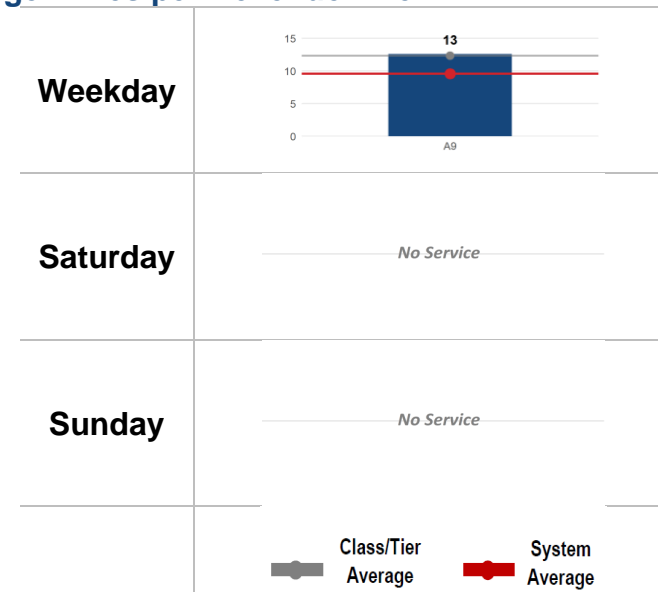 Weekday
15
13
10
5
0
A9
Saturday
No Service
Sunday
No Service
Class/Tier
Average
System
Average